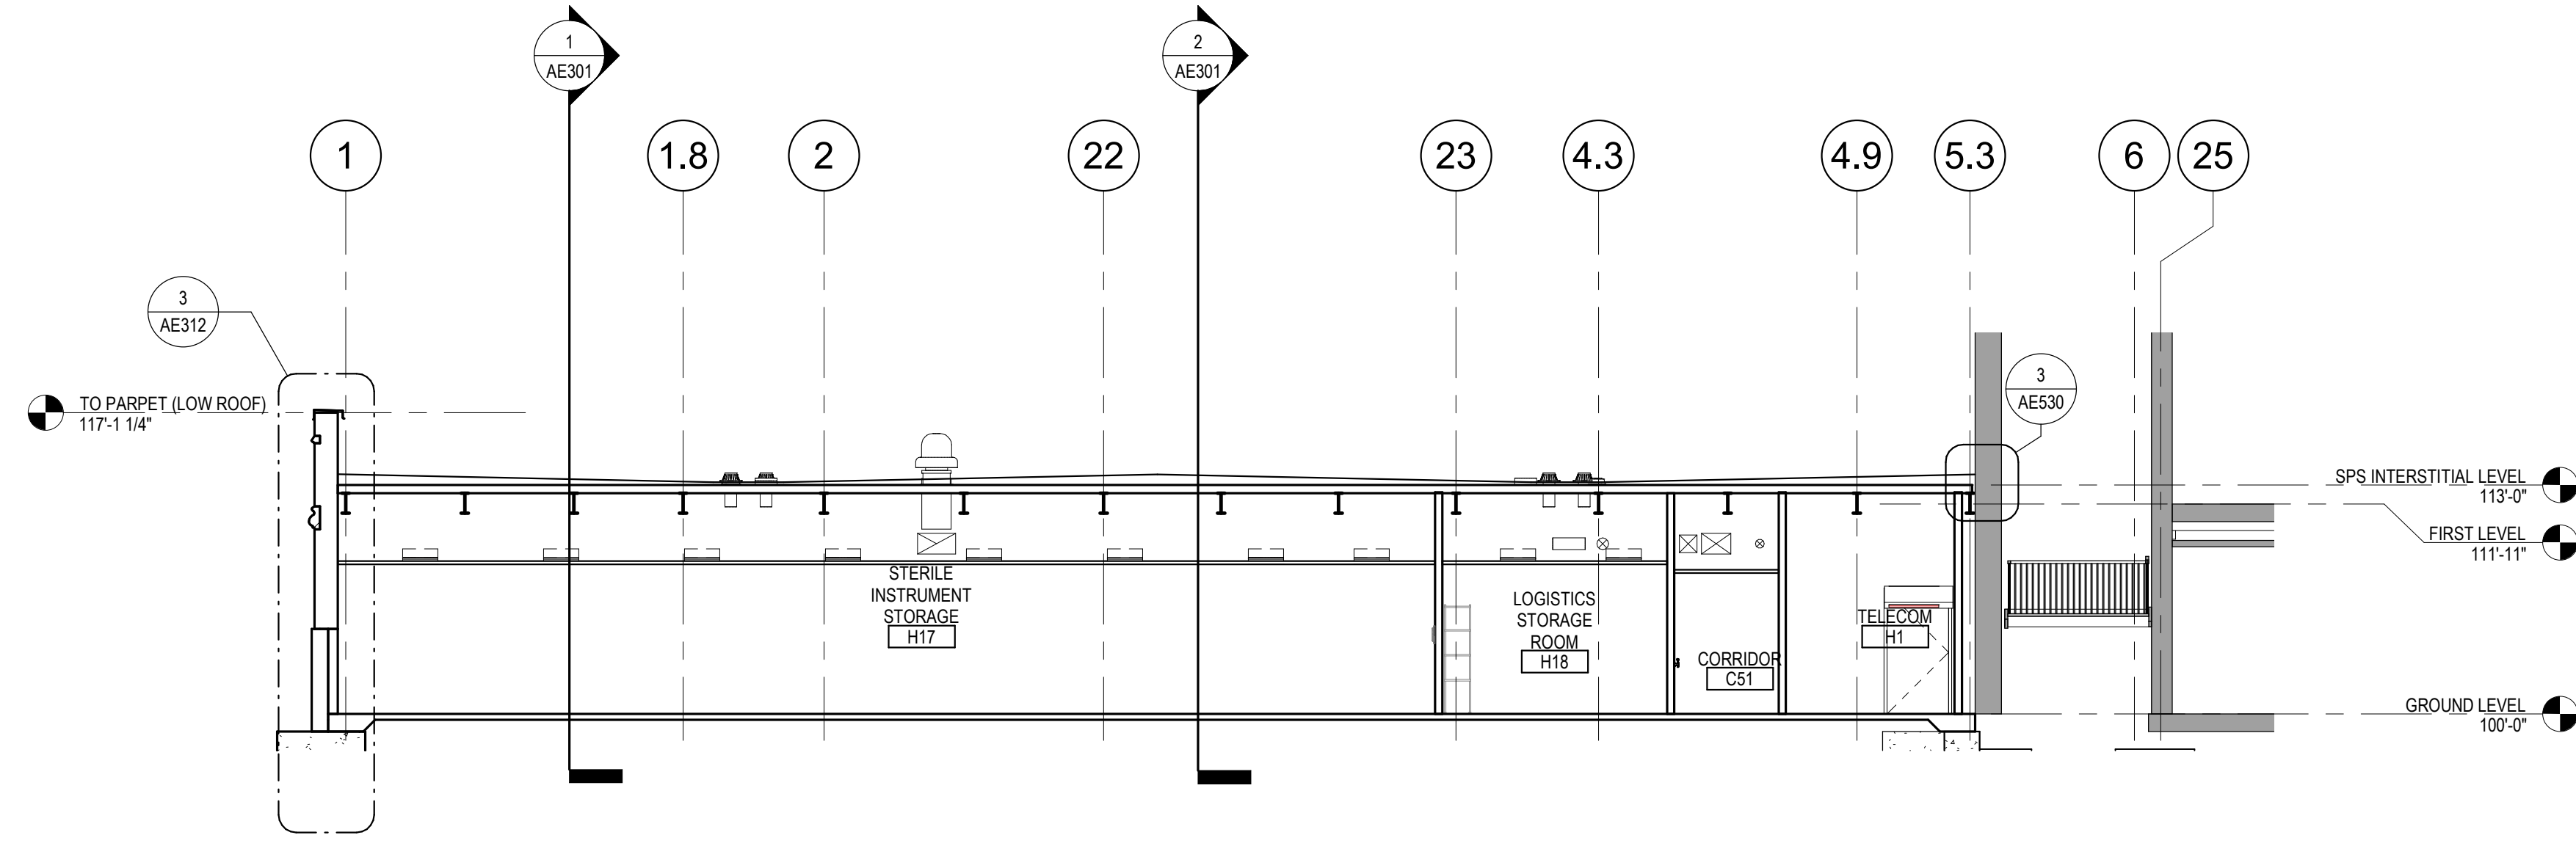 1
AE301
2
AE301
1
1.8
2
22
23
4.3
4.9
5.3
6
25
3
AE312
TO PARPET (LOW ROOF)
117'-1 1/4"
3
AE530
SPS INTERSTITIAL LEVEL
113'-0"
FIRST LEVEL
111'-11"
STERILE
INSTRUMENT
STORAGE
H17
LOGISTICS
STORAGE
ROOM
H18
CORRIDOR
C51
TELECOM
H1
GROUND LEVEL
100'-0"